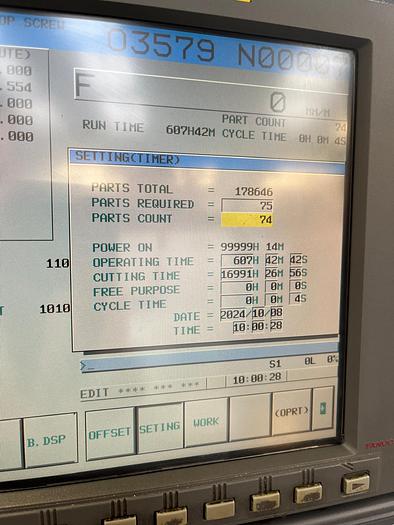 OP SCREW
O3579 N000
UTE)
.000
.554
.000
.000
.000
F 0 MM/M
PART COUNT 74
RUN TIME 607H42M CYCLE TIME 0H 0M 4S
SETTING(TIMER)
PARTS TOTAL = 178646
PARTS REQUIRED = 75
PARTS COUNT = 74
POWER ON = 99999H 14M
OPERATING TIME = 607H 42M 42S
CUTTING TIME = 16991H 26M 56S
FREE PURPOSE = 0H 0M 0S
CYCLE TIME = 0H 0M 4S
DATE = 2024/10/08
TIME = 10:00:28
110
T 1010
>_
S1 0L 0%
EDIT **** *** *** 10:00:28
B.DSP OFFSET SETING WORK (OPRT)
FANUC